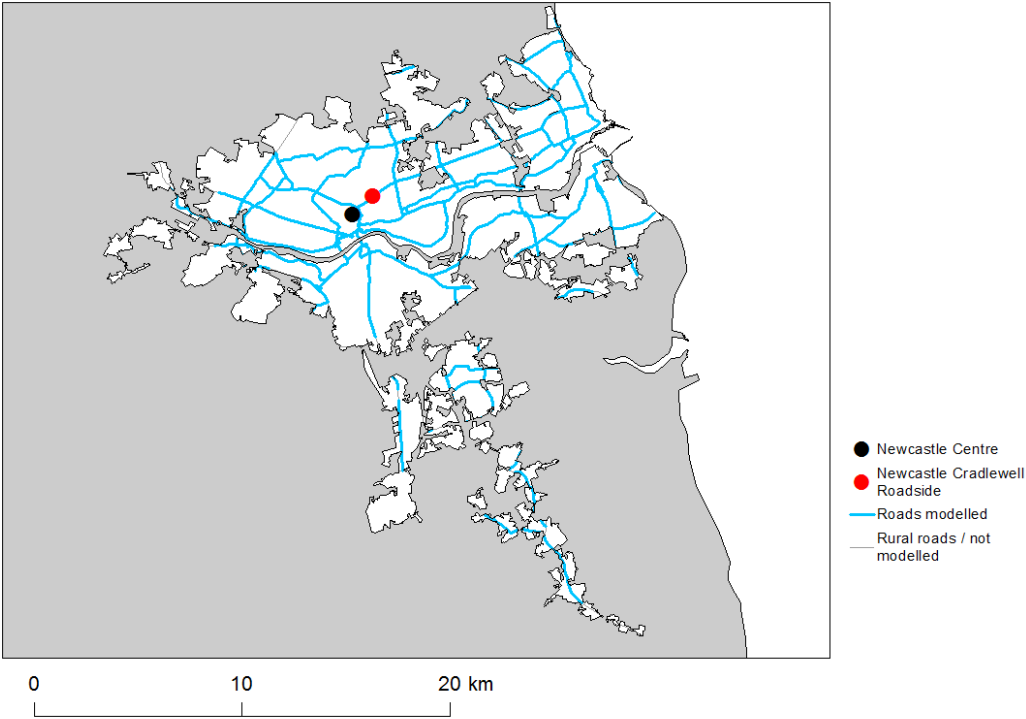 Newcastle Centre
Newcastle Cradlewell
Roadside
Roads modelled
Rural roads / not
modelled
0 10 20 km